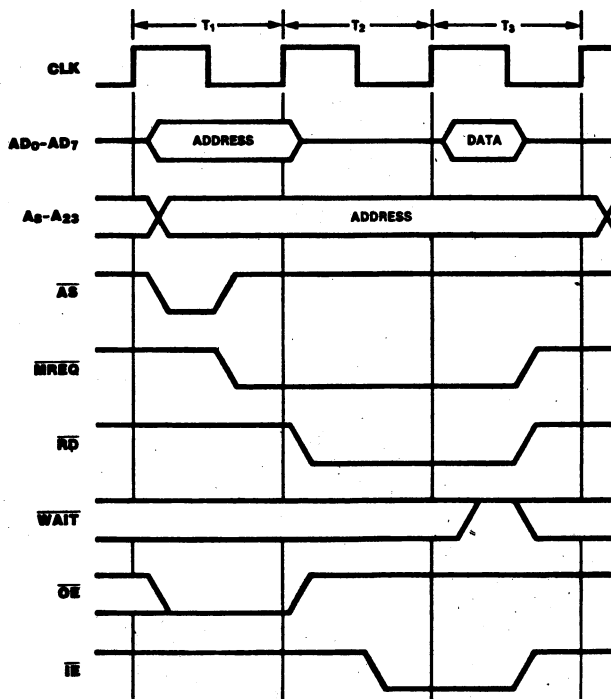 T1 T2 T3
CLK
AD0-AD7 ADDRESS DATA
A8-A23 ADDRESS
AS
MREQ
RD
WAIT
OE
IE